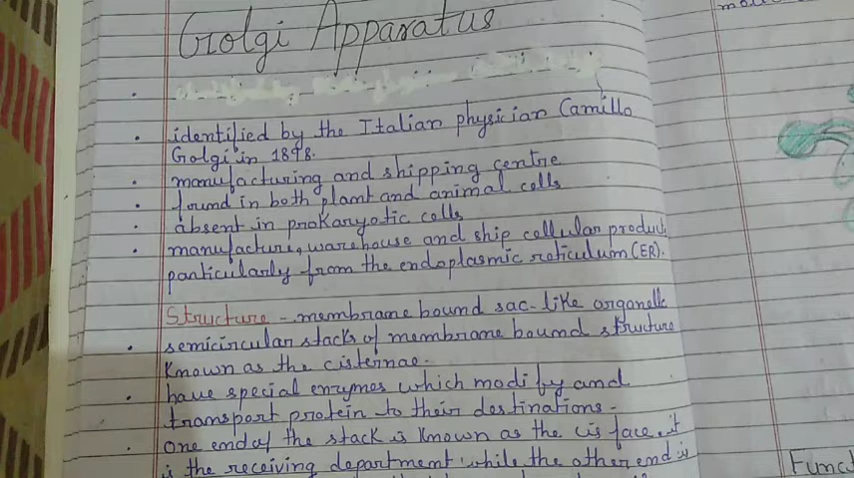 Golgi Apparatus
identified by the Italian physician Camillo
Golgi in 1898.
manufacturing and shipping centre
found in both plant and animal cells
absent in proKaryotic cells
manufacture, warehouse and ship cellular product,
particularly from the endoplasmic reticulum (ER).
Structure - membrane bound sac-like organelle
semicircular stacks of membrane bound structure
Known as the cisternae.
have special enzymes which modify and
transport protein to their destinations.
One end of the stack is Known as the cis face, it
is the receiving department while the other end is
Funct